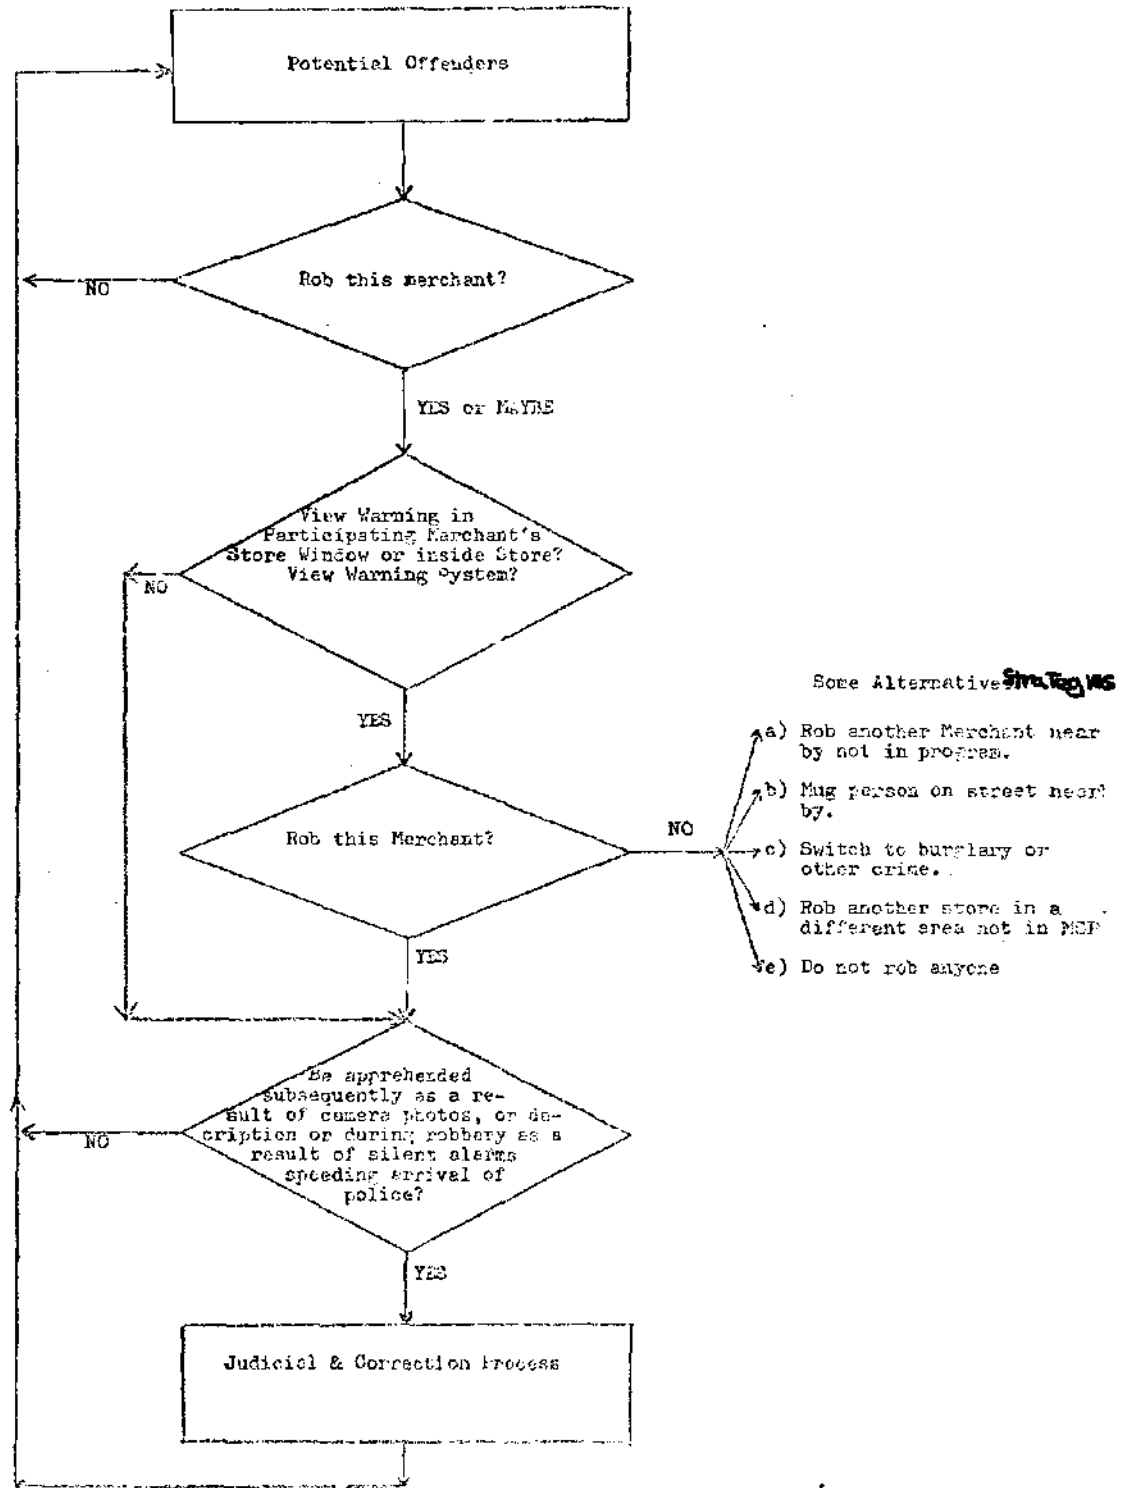 Potential Offenders
Rob this merchant?
NO
YES or MAYBE
View Warning in
Participating Merchant's
Store Window or inside Store?
View Warning System?
NO
YES
Some Alternative Strategies
a) Rob another Merchant near
by not in program.
b) Mug person on street near
by.
c) Switch to burglary or
other crime.
d) Rob another store in a
different area not in MCP
e) Do not rob anyone
Rob this Merchant?
NO
YES
Be apprehended
subsequently as a re-
sult of camera photos, or de-
cription or during robbery as a
result of silent alarms
speeding arrival of
police?
NO
YES
Judicial & Correction Process